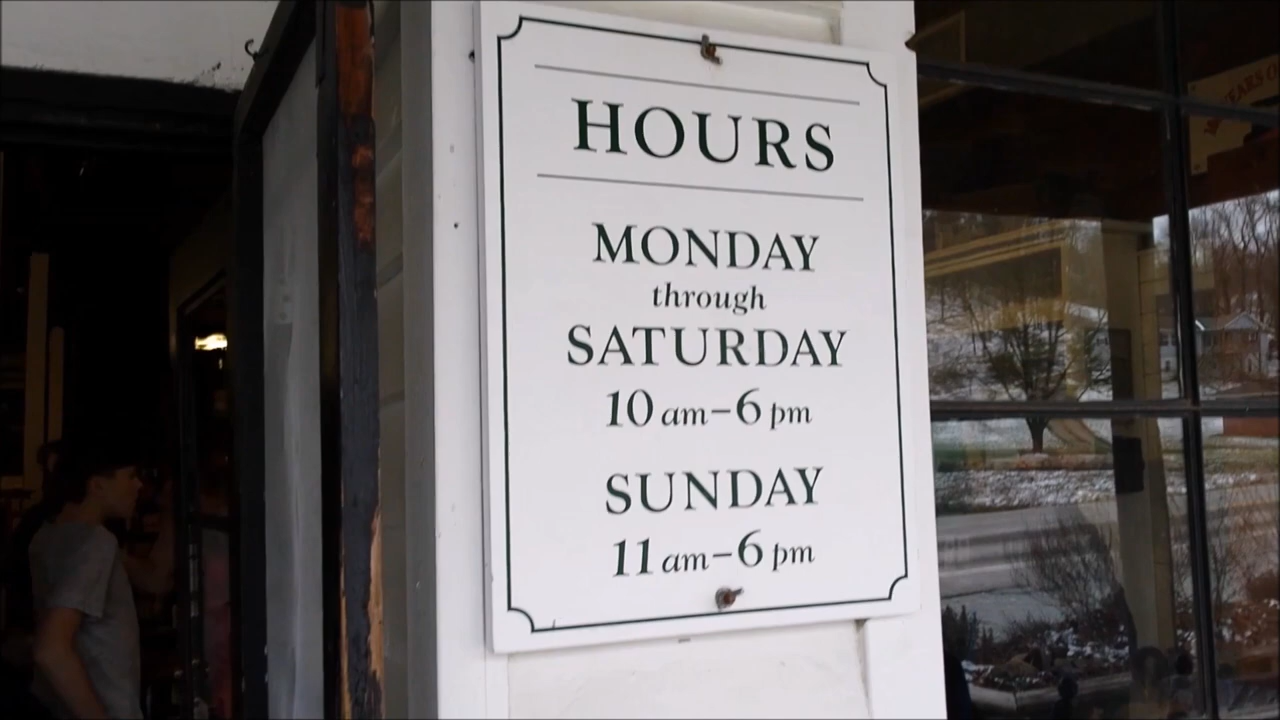 HOURS
MONDAY
through
SATURDAY
10 am–6 pm
SUNDAY
11 am–6 pm